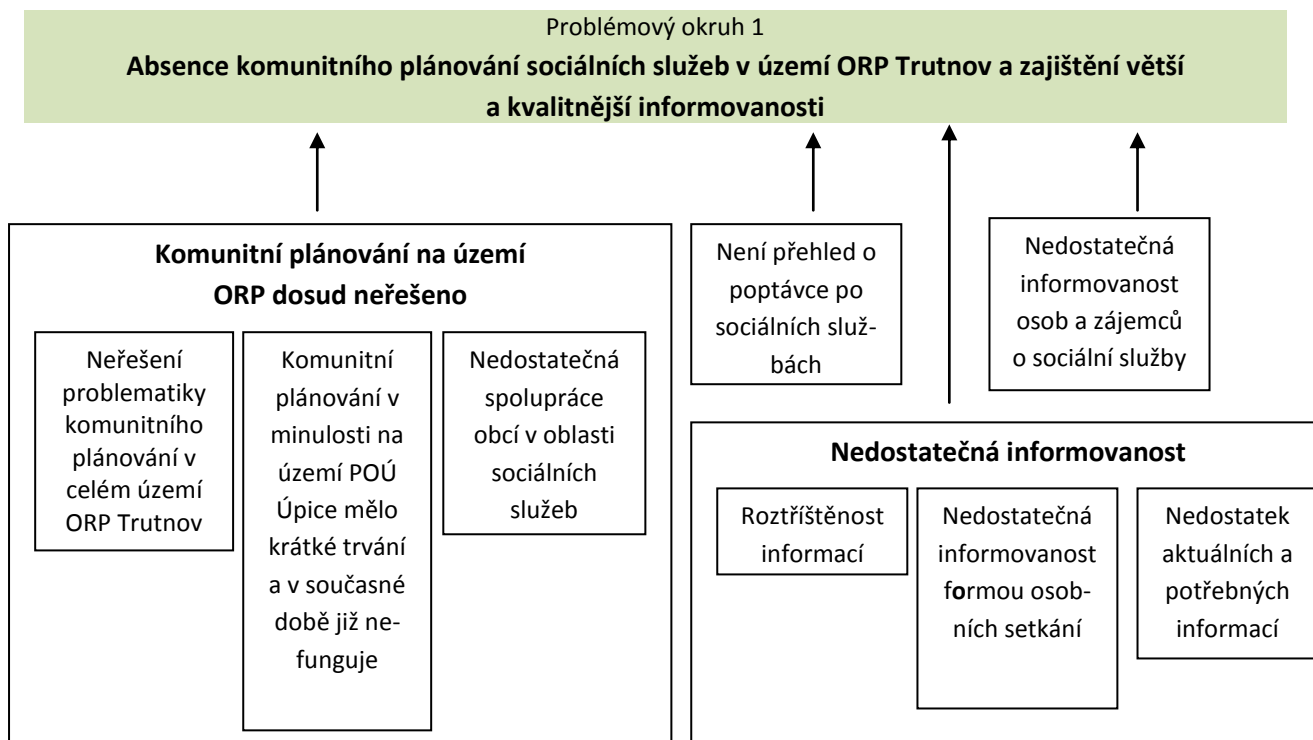 Problémový okruh 1
Absence komunitního plánování sociálních služeb v území ORP Trutnov a zajištění větší
a kvalitnější informovanosti
Komunitní plánování na území
ORP dosud neřešeno
Neřešení
problematiky
komunitního
plánování v
celém území
ORP Trutnov
Komunitní
plánování v
minulosti na
území POÚ
Úpice mělo
krátké trvání
a v současné
době již ne-
funguje
Nedostatečná
spolupráce
obcí v oblasti
sociálních
služeb
Není přehled o
poptávce po
sociálních služ-
bách
Nedostatečná
informovanost
osob a zájemců
o sociální služby
Nedostatečná informovanost
Roztříštěnost
informací
Nedostatečná
informovanost
formou osob-
ních setkání
Nedostatek
aktuálních a
potřebných
informací